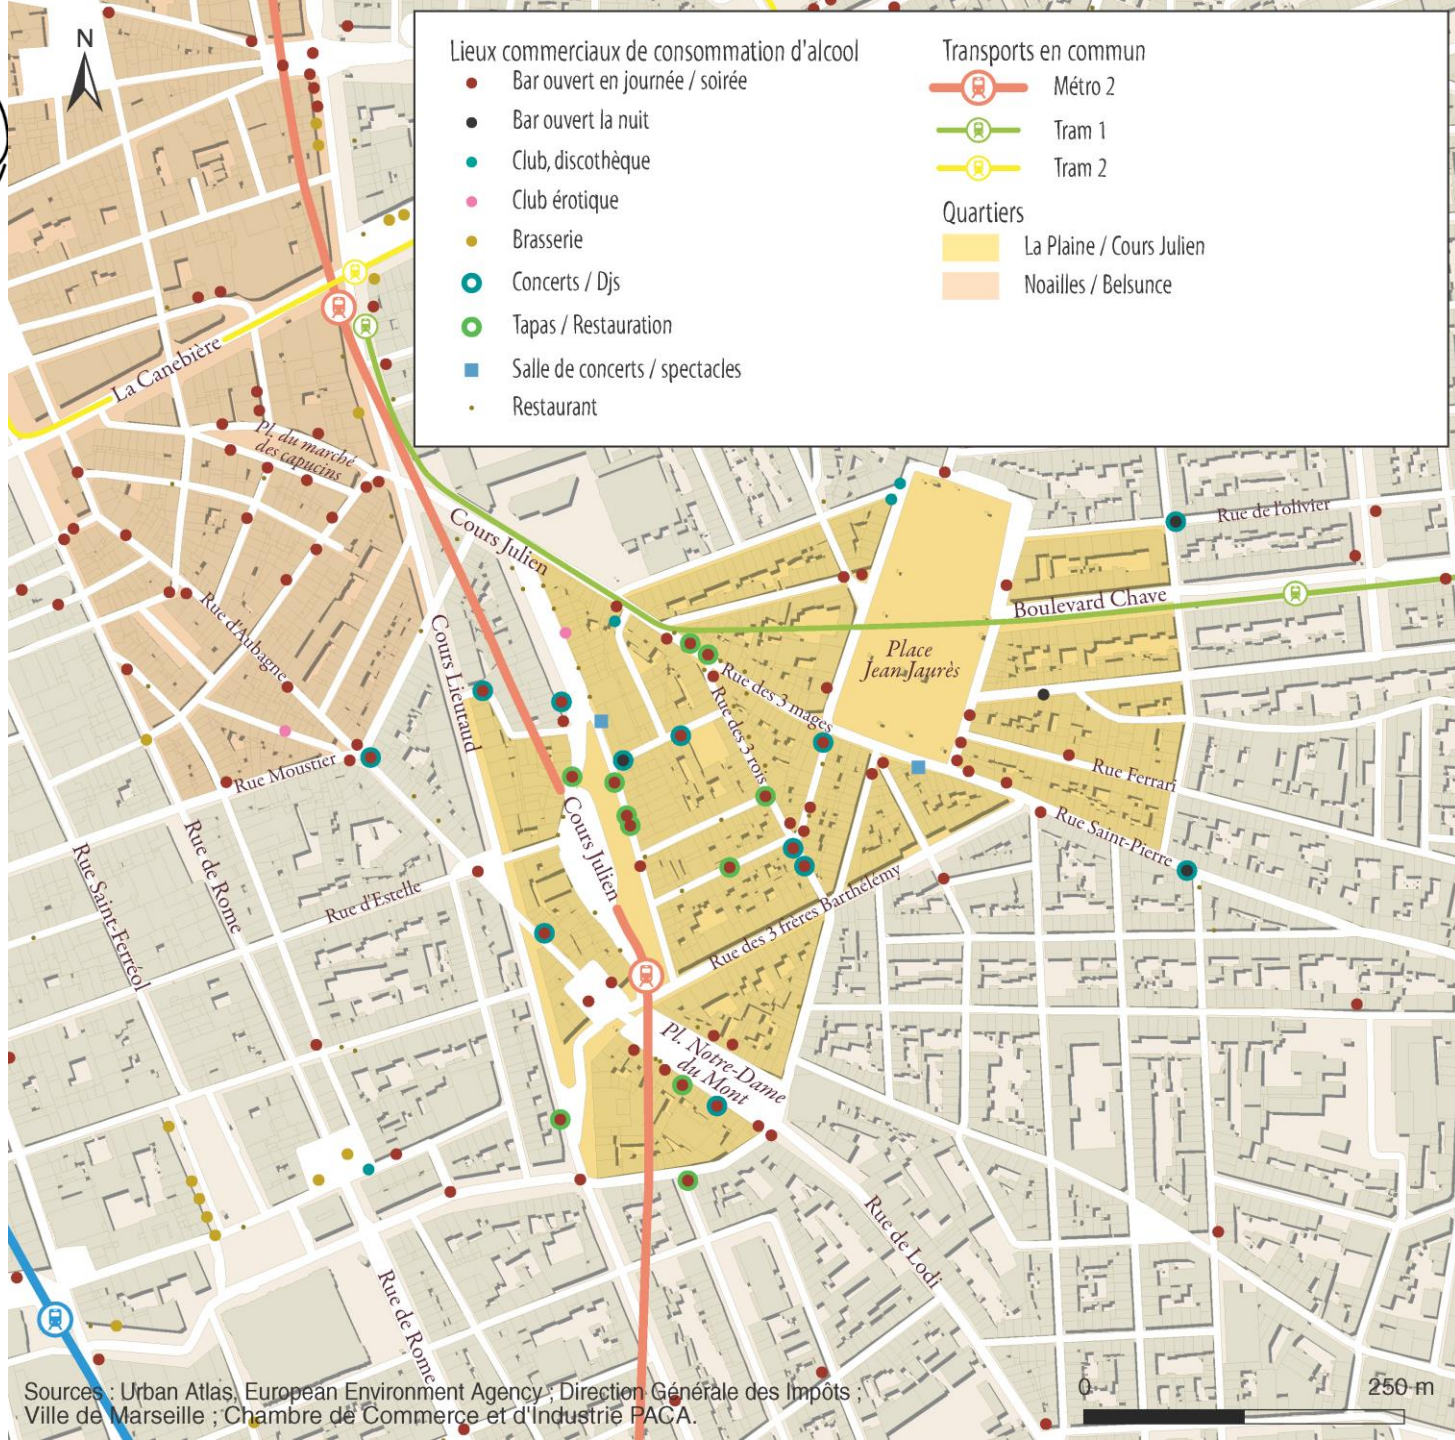 N
Lieux commerciaux de consommation d'alcool
Bar ouvert en journée / soirée
Bar ouvert la nuit
Club, discothèque
Club érotique
Brasserie
Concerts / Djs
Tapas / Restauration
Salle de concerts / spectacles
Restaurant
Transports en commun
Métro 2
Tram 1
Tram 2
Quartiers
La Plaine / Cours Julien
Noailles / Belsunce
La Canebière
Pl. du marché
des capucins
Cours Julien
Rue de l'olivier
Boulevard Chave
Rue d'Aubagne
Cours Lieutaud
Place
Jean Jaurès
Rue des 3 mages
Rue des 3 rois
Rue Moustier
Rue Ferrari
Cours Julien
Rue Saint-Pierre
Rue de Rome
Rue Saint-Ferréol
Rue d'Estelle
Rue des 3 frères Barthélémy
Pl. Notre-Dame
du Mont
Rue de Lodi
Rue de Rome
Sources : Urban Atlas, European Environment Agency ; Direction Générale des Impôts ;
Ville de Marseille ; Chambre de Commerce et d'Industrie PACA.
0 250 m